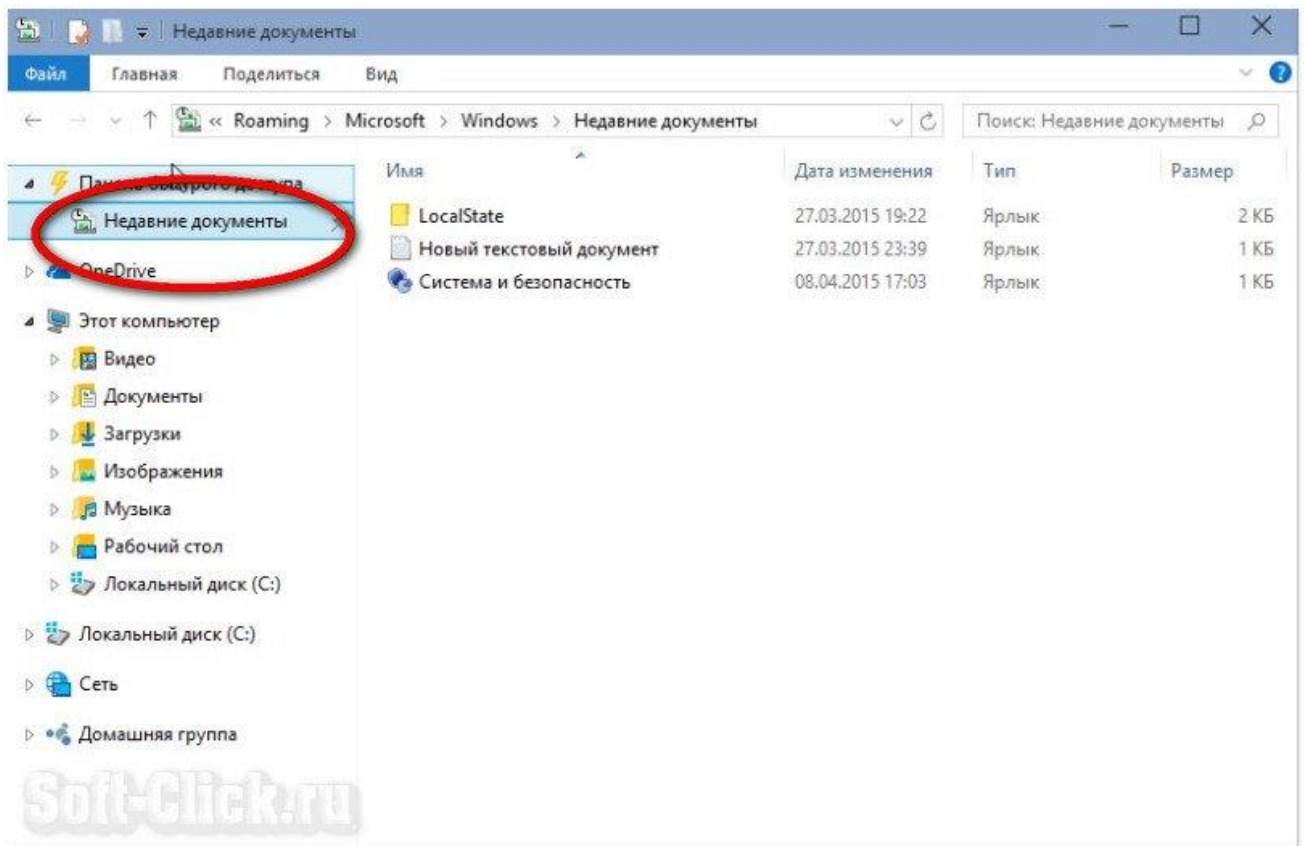 Недавние документы
Файл Главная Поделиться Вид
« Roaming > Microsoft > Windows > Недавние документы Поиск: Недавние документы
Имя Дата изменения Тип Размер
Панель быстрого доступа
Недавние документы
LocalState 27.03.2015 19:22 Ярлык 2 КБ
Новый текстовый документ 27.03.2015 23:39 Ярлык 1 КБ
OneDrive
Система и безопасность 08.04.2015 17:03 Ярлык 1 КБ
Этот компьютер
Видео
Документы
Загрузки
Изображения
Музыка
Рабочий стол
Локальный диск (C:)
Локальный диск (C:)
Сеть
Домашняя группа
Soft-Click.ru